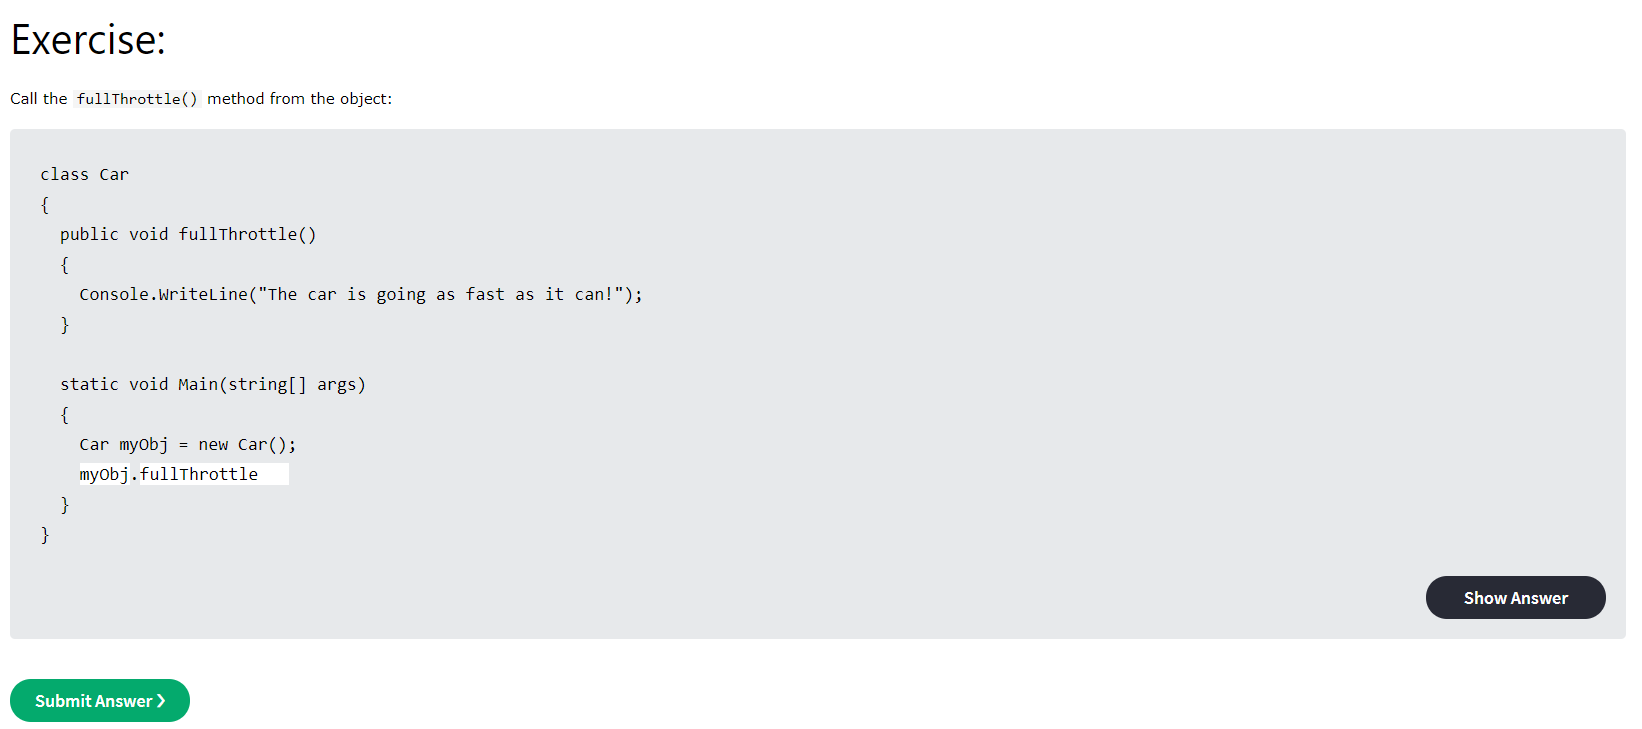 Exercise:
Call the fullThrottle() method from the object:
class Car
{
  public void fullThrottle()
  {
    Console.WriteLine("The car is going as fast as it can!");
  }
  static void Main(string[] args)
  {
    Car myObj = new Car();
    myObj.fullThrottle
  }
}
Show Answer
Submit Answer ❯